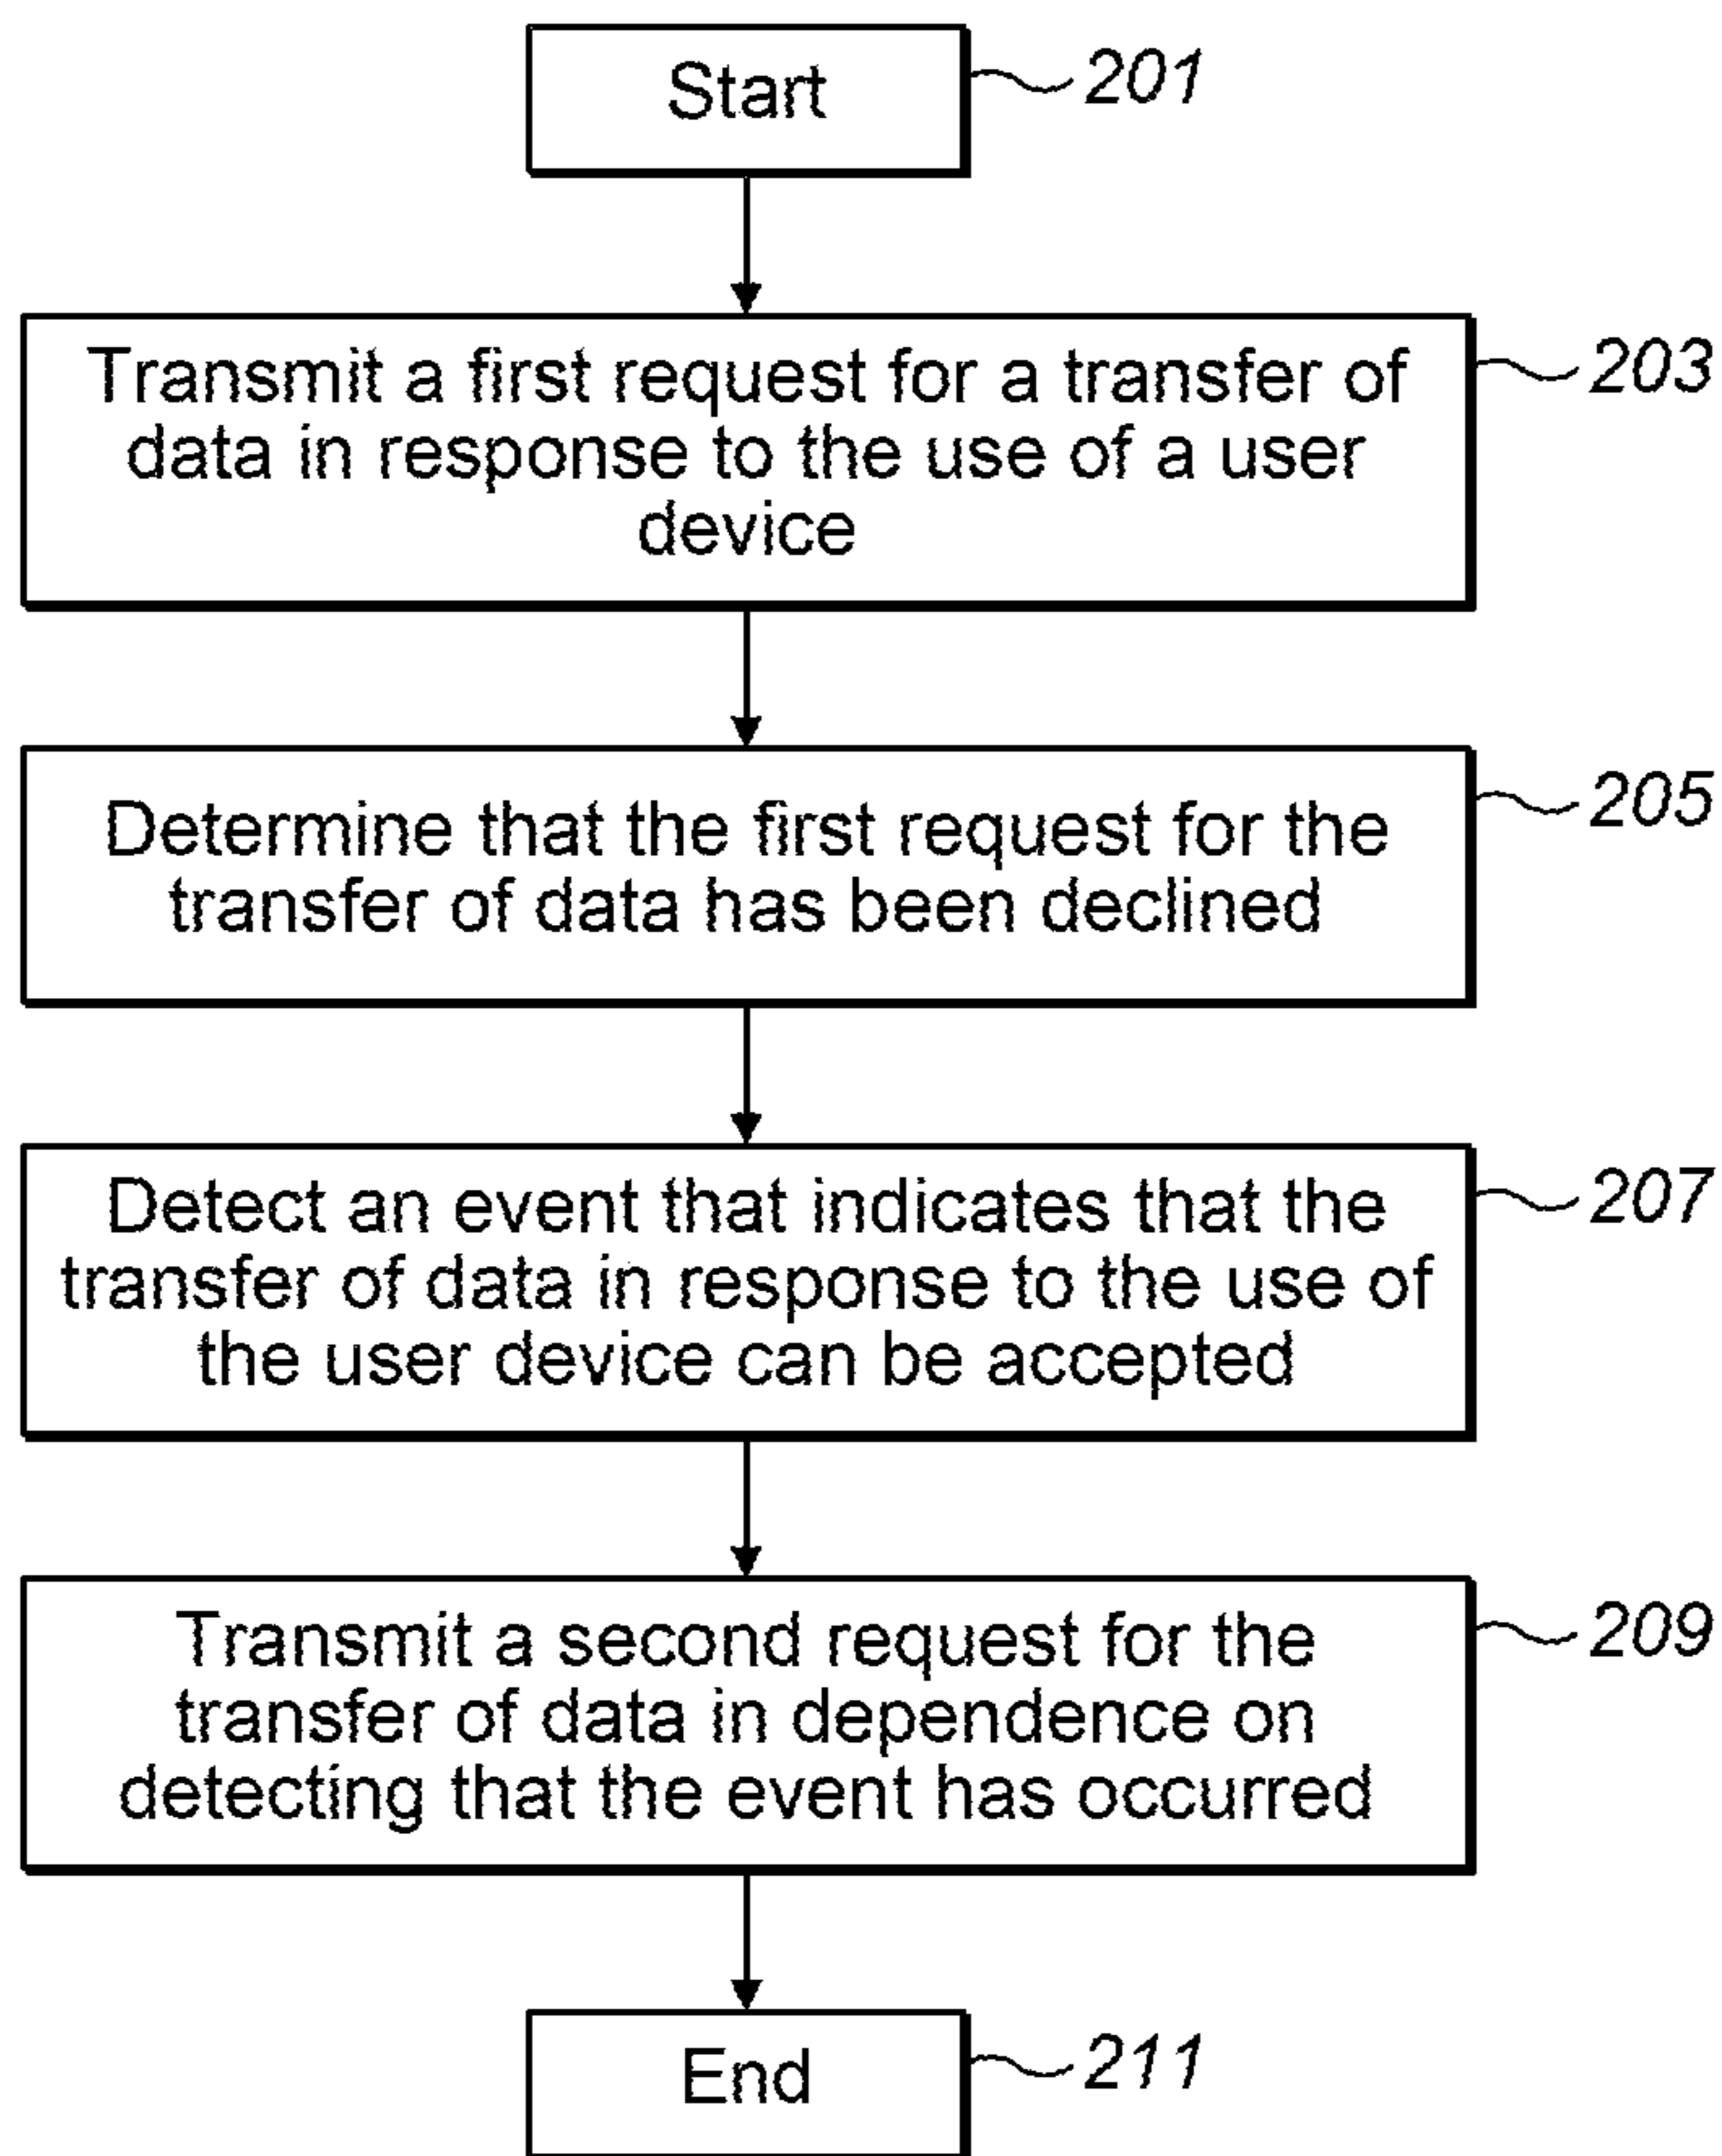 Start
201
Transmit a first request for a transfer of
data in response to the use of a user
device
203
Determine that the first request for the
transfer of data has been declined
205
Detect an event that indicates that the
transfer of data in response to the use of
the user device can be accepted
207
Transmit a second request for the
transfer of data in dependence on
detecting that the event has occurred
209
End
211